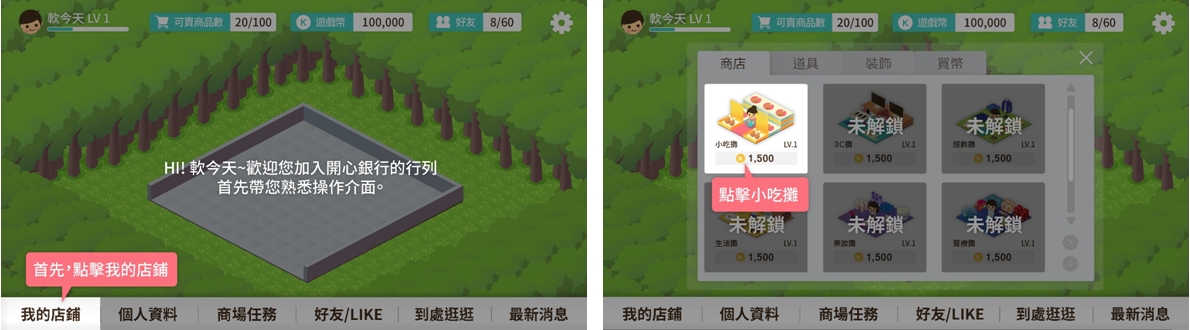 軟今天 LV 1
可賣商品數 20/100
遊戲幣 100,000
好友 8/60
HI! 軟今天~歡迎您加入開心銀行的行列
首先帶您熟悉操作介面。
首先,點擊我的店鋪
我的店鋪 個人資料 商場任務 好友/LIKE 到處逛逛 最新消息
軟今天 LV 1
可賣商品數 20/100
遊戲幣 100,000
好友 8/60
商店 道具 裝飾 買幣
小吃攤 LV.1
1,500
未解鎖
3C攤 LV.1
1,500
未解鎖
服飾攤 LV.1
1,500
點擊小吃攤
未解鎖
生活攤 LV.1
1,500
未解鎖
美妝攤 LV.1
1,500
未解鎖
醫療攤 LV.1
1,500
我的店鋪 個人資料 商場任務 好友/LIKE 到處逛逛 最新消息